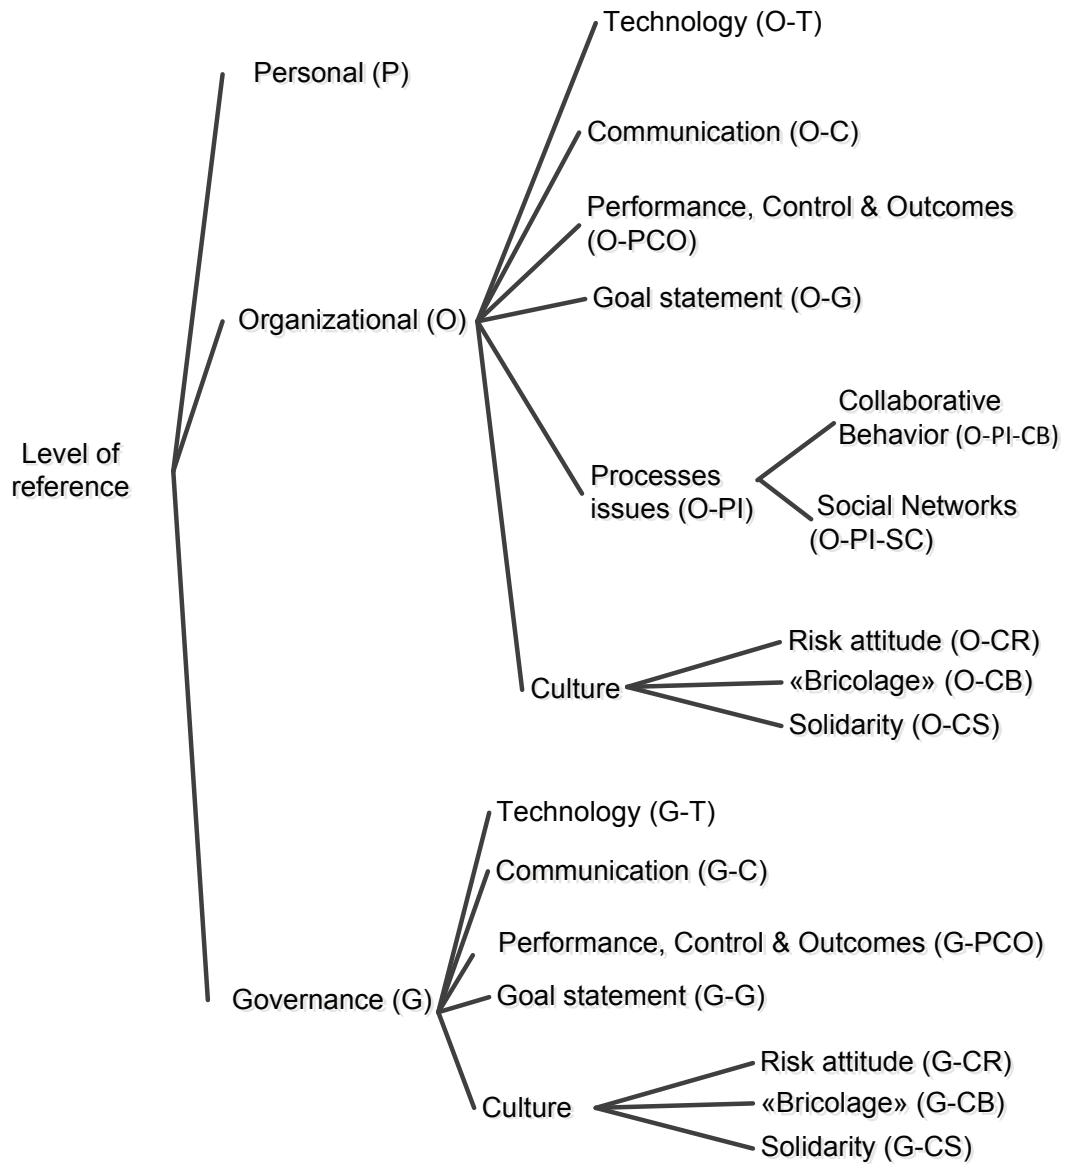 Technology (O-T)
Personal (P)
Communication (O-C)
Performance, Control & Outcomes
(O-PCO)
Goal statement (O-G)
Organizational (O)
Collaborative
Behavior (O-PI-CB)
Level of
reference
Processes
issues (O-PI)
Social Networks
(O-PI-SC)
Risk attitude (O-CR)
«Bricolage» (O-CB)
Culture
Solidarity (O-CS)
Technology (G-T)
Communication (G-C)
Performance, Control & Outcomes (G-PCO)
Goal statement (G-G)
Governance (G)
Risk attitude (G-CR)
«Bricolage» (G-CB)
Culture
Solidarity (G-CS)